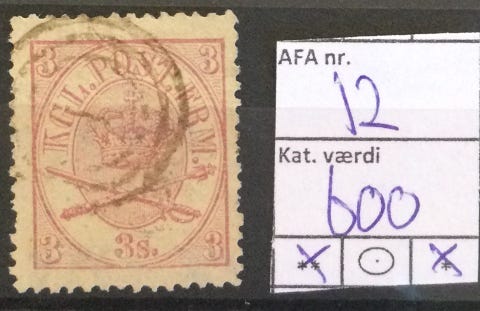 3 3
KGL. POST. FRM.
3 3s. 3
AFA nr.
12
Kat. værdi
600
** *